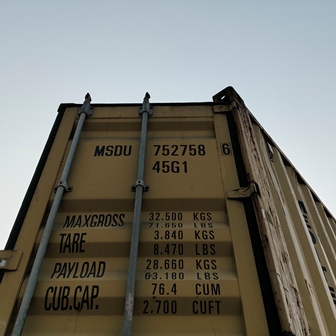 MSDU 752758 6
45G1
MAXGROSS 32.500 KGS
71.650 LBS
TARE 3.840 KGS
8.470 LBS
PAYLOAD 28.660 KGS
63.180 LBS
CUB.CAP. 76.4 CUM
2.700 CUFT